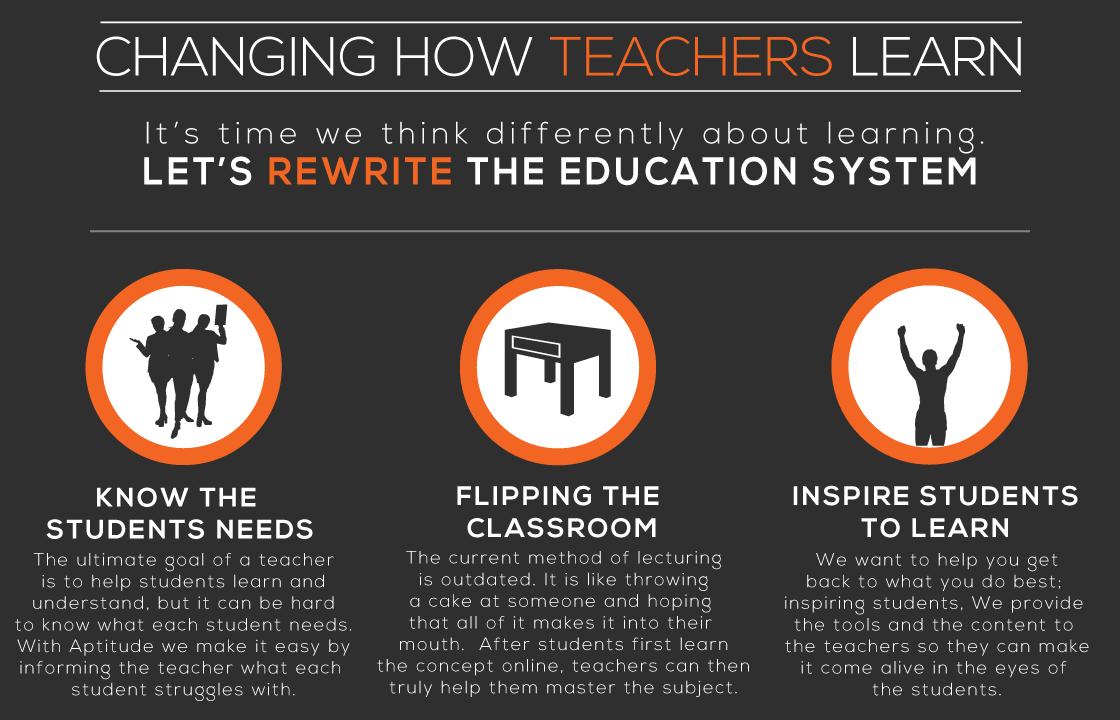 CHANGING HOW TEACHERS LEARN
It's time we think differently about learning.
LET'S REWRITE THE EDUCATION SYSTEM
KNOW THE
STUDENTS NEEDS
The ultimate goal of a teacher
is to help students learn and
understand, but it can be hard
to know what each student needs.
With Aptitude we make it easy by
informing the teacher what each
student struggles with.
FLIPPING THE
CLASSROOM
The current method of lecturing
is outdated. It is like throwing
a cake at someone and hoping
that all of it makes it into their
mouth.  After students first learn
the concept online, teachers can then
truly help them master the subject.
INSPIRE STUDENTS
TO LEARN
We want to help you get
back to what you do best;
inspiring students, We provide
the tools and the content to
the teachers so they can make
it come alive in the eyes of
the students.